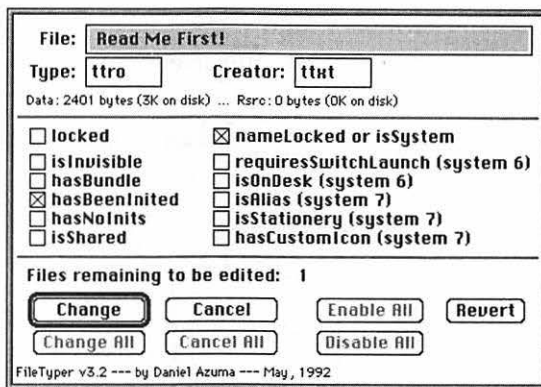 File: Read Me First!
Type: ttro Creator: ttxt
Data: 2401 bytes (3K on disk) ... Rsrc: 0 bytes (0K on disk)
locked nameLocked or isSystem
isInvisible requiresSwitchLaunch (system 6)
hasBundle isOnDesk (system 6)
hasBeenInited isAlias (system 7)
hasNoInits isStationery (system 7)
isShared hasCustomIcon (system 7)
Files remaining to be edited: 1
Change Cancel Enable All Revert
Change All Cancel All Disable All
FileTyper v3.2 --- by Daniel Azuma --- May, 1992